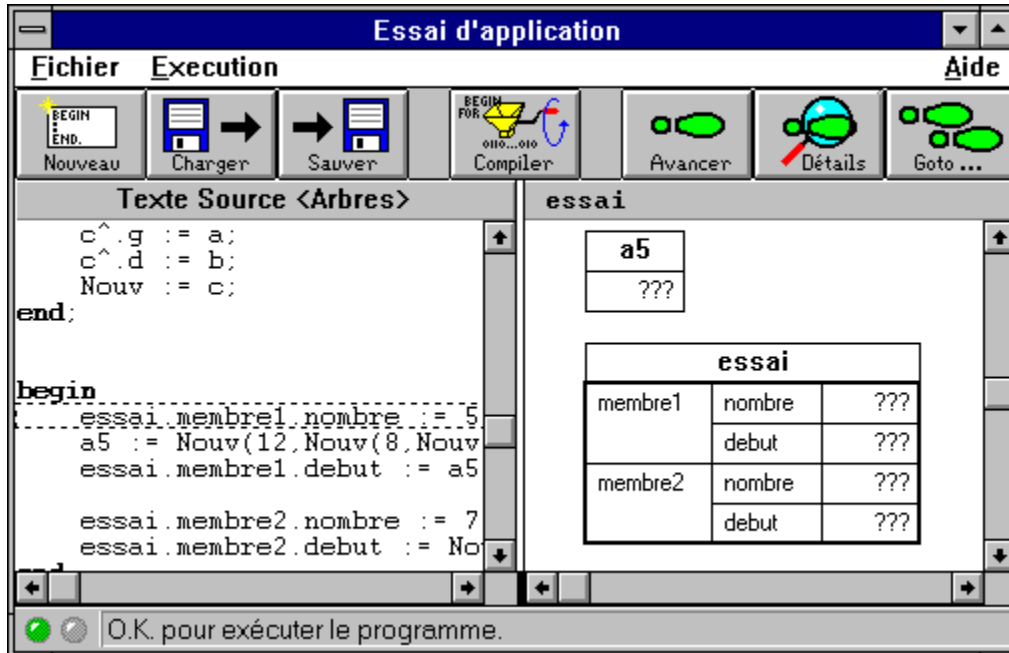 Essai d'application
Fichier Execution Aide
BEGIN
END.
Nouveau
Charger
Sauver
BEGIN
FOR
0110...010
Compiler
Avancer
Détails
Goto ...
Texte Source <Arbres>
c^.g := a;
c^.d := b;
Nouv := c;
end;
begin
essai.membre1.nombre := 5
a5 := Nouv(12,Nouv(8,Nouv
essai.membre1.debut := a5
essai.membre2.nombre := 7
essai.membre2.debut := No
essai
a5
???
essai
membre1 nombre ???
debut ???
membre2 nombre ???
debut ???
O.K. pour exécuter le programme.